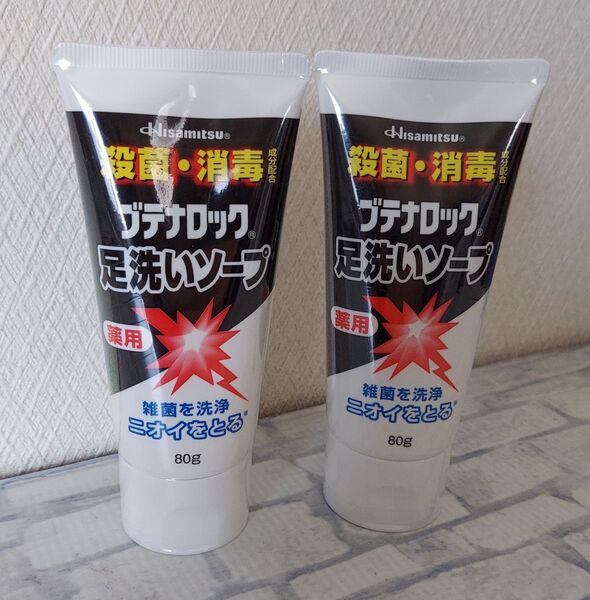 Hisamitsu®
殺菌・消毒 成分配合
ブテナロック®
足洗いソープ
薬用
雑菌を洗浄
ニオイをとる※
80g
Hisamitsu®
殺菌・消毒 成分配合
ブテナロック®
足洗いソープ
薬用
雑菌を洗浄
ニオイをとる※
80g